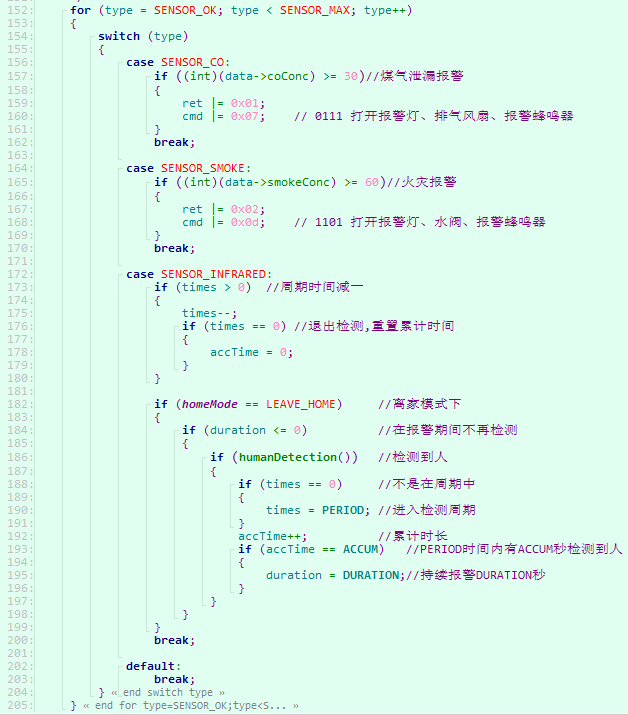 152: for (type = SENSOR_OK; type < SENSOR_MAX; type++)
153: {
154: switch (type)
155: {
156: case SENSOR_CO:
157: if ((int)(data->coConc) >= 30)//煤气泄漏报警
158: {
159: ret |= 0x01;
160: cmd |= 0x07; // 0111 打开报警灯、排气风扇、报警蜂鸣器
161: }
162: break;
163:
164: case SENSOR_SMOKE:
165: if ((int)(data->smokeConc) >= 60)//火灾报警
166: {
167: ret |= 0x02;
168: cmd |= 0x0d; // 1101 打开报警灯、水阀、报警蜂鸣器
169: }
170: break;
171:
172: case SENSOR_INFRARED:
173: if (times > 0) //周期时间减一
174: {
175: times--;
176: if (times == 0) //退出检测,重置累计时间
177: {
178: accTime = 0;
179: }
180: }
181:
182: if (homeMode == LEAVE_HOME) //离家模式下
183: {
184: if (duration <= 0) //在报警期间不再检测
185: {
186: if (humanDetection()) //检测到人
187: {
188: if (times == 0) //不是在周期中
189: {
190: times = PERIOD; //进入检测周期
191: }
192: accTime++; //累计时长
193: if (accTime == ACCUM) //PERIOD时间内有ACCUM秒检测到人
194: {
195: duration = DURATION;//持续报警DURATION秒
196: }
197: }
198: }
199: }
200: break;
201:
202: default:
203: break;
204: } « end switch type »
205: } « end for type=SENSOR_OK;type<S... »